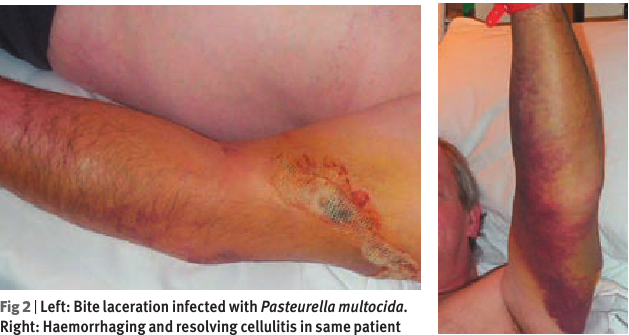 Fig 2 | Left: Bite laceration infected with Pasteurella multocida.
Right: Haemorrhaging and resolving cellulitis in same patient